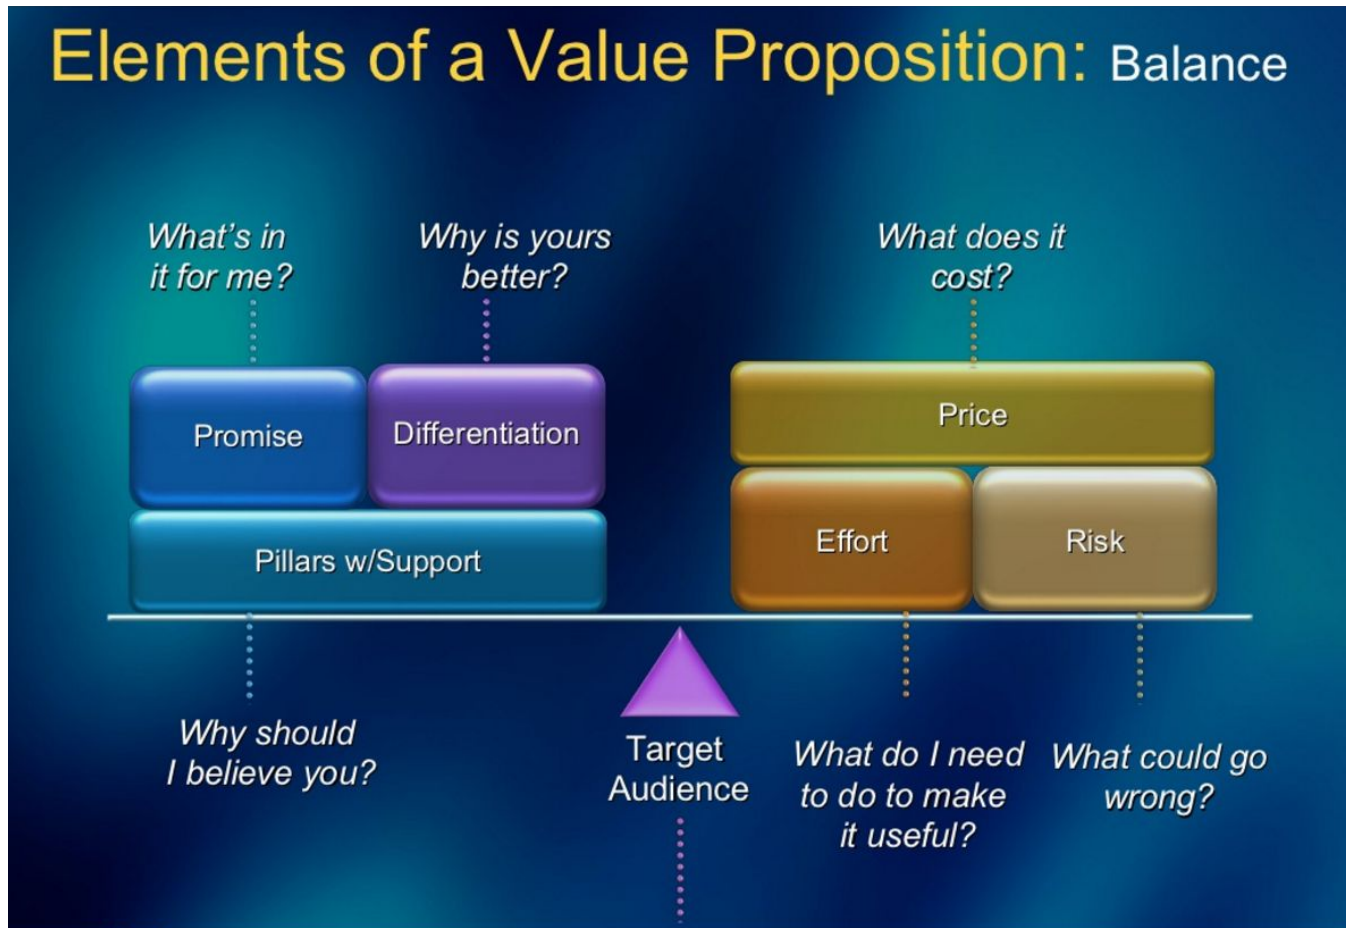 Elements of a Value Proposition: Balance
What's in
it for me?
Why is yours
better?
What does it
cost?
Promise
Differentiation
Price
Pillars w/Support
Effort
Risk
Why should
I believe you?
Target
Audience
What do I need
to do to make
it useful?
What could go
wrong?